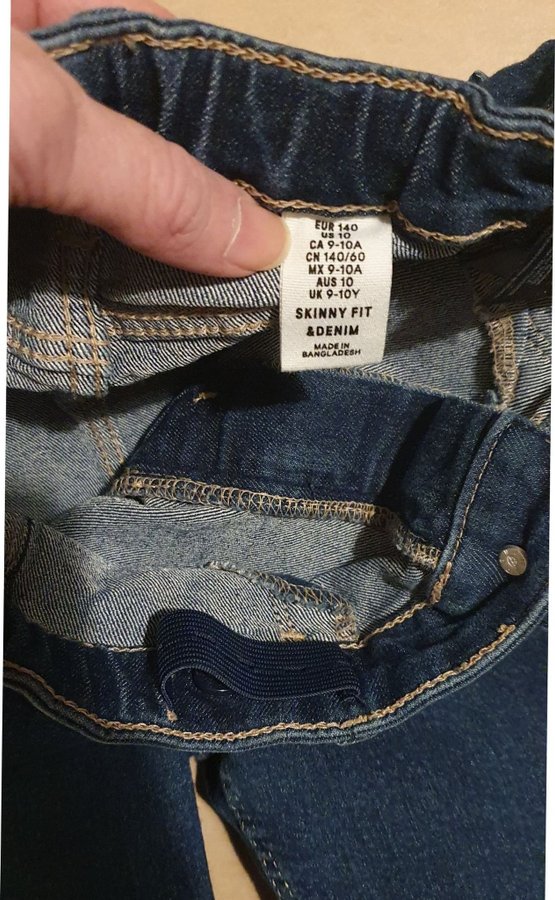 EUR 140
US 10
CA 9-10A
CN 140/60
MX 9-10A
AUS 10
UK 9-10Y
SKINNY FIT
&DENIM
MADE IN
BANGLADESH